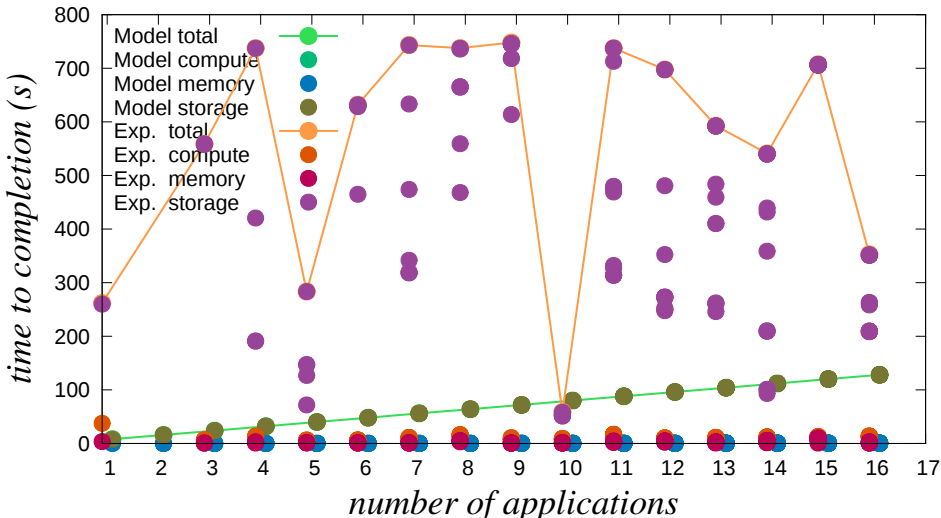 800
700
600
500
400
300
200
100
0
time to completion (s)
Model total
Model compute
Model memory
Model storage
Exp.  total
Exp.  compute
Exp.  memory
Exp.  storage
1 2 3 4 5 6 7 8 9 10 11 12 13 14 15 16 17
number of applications